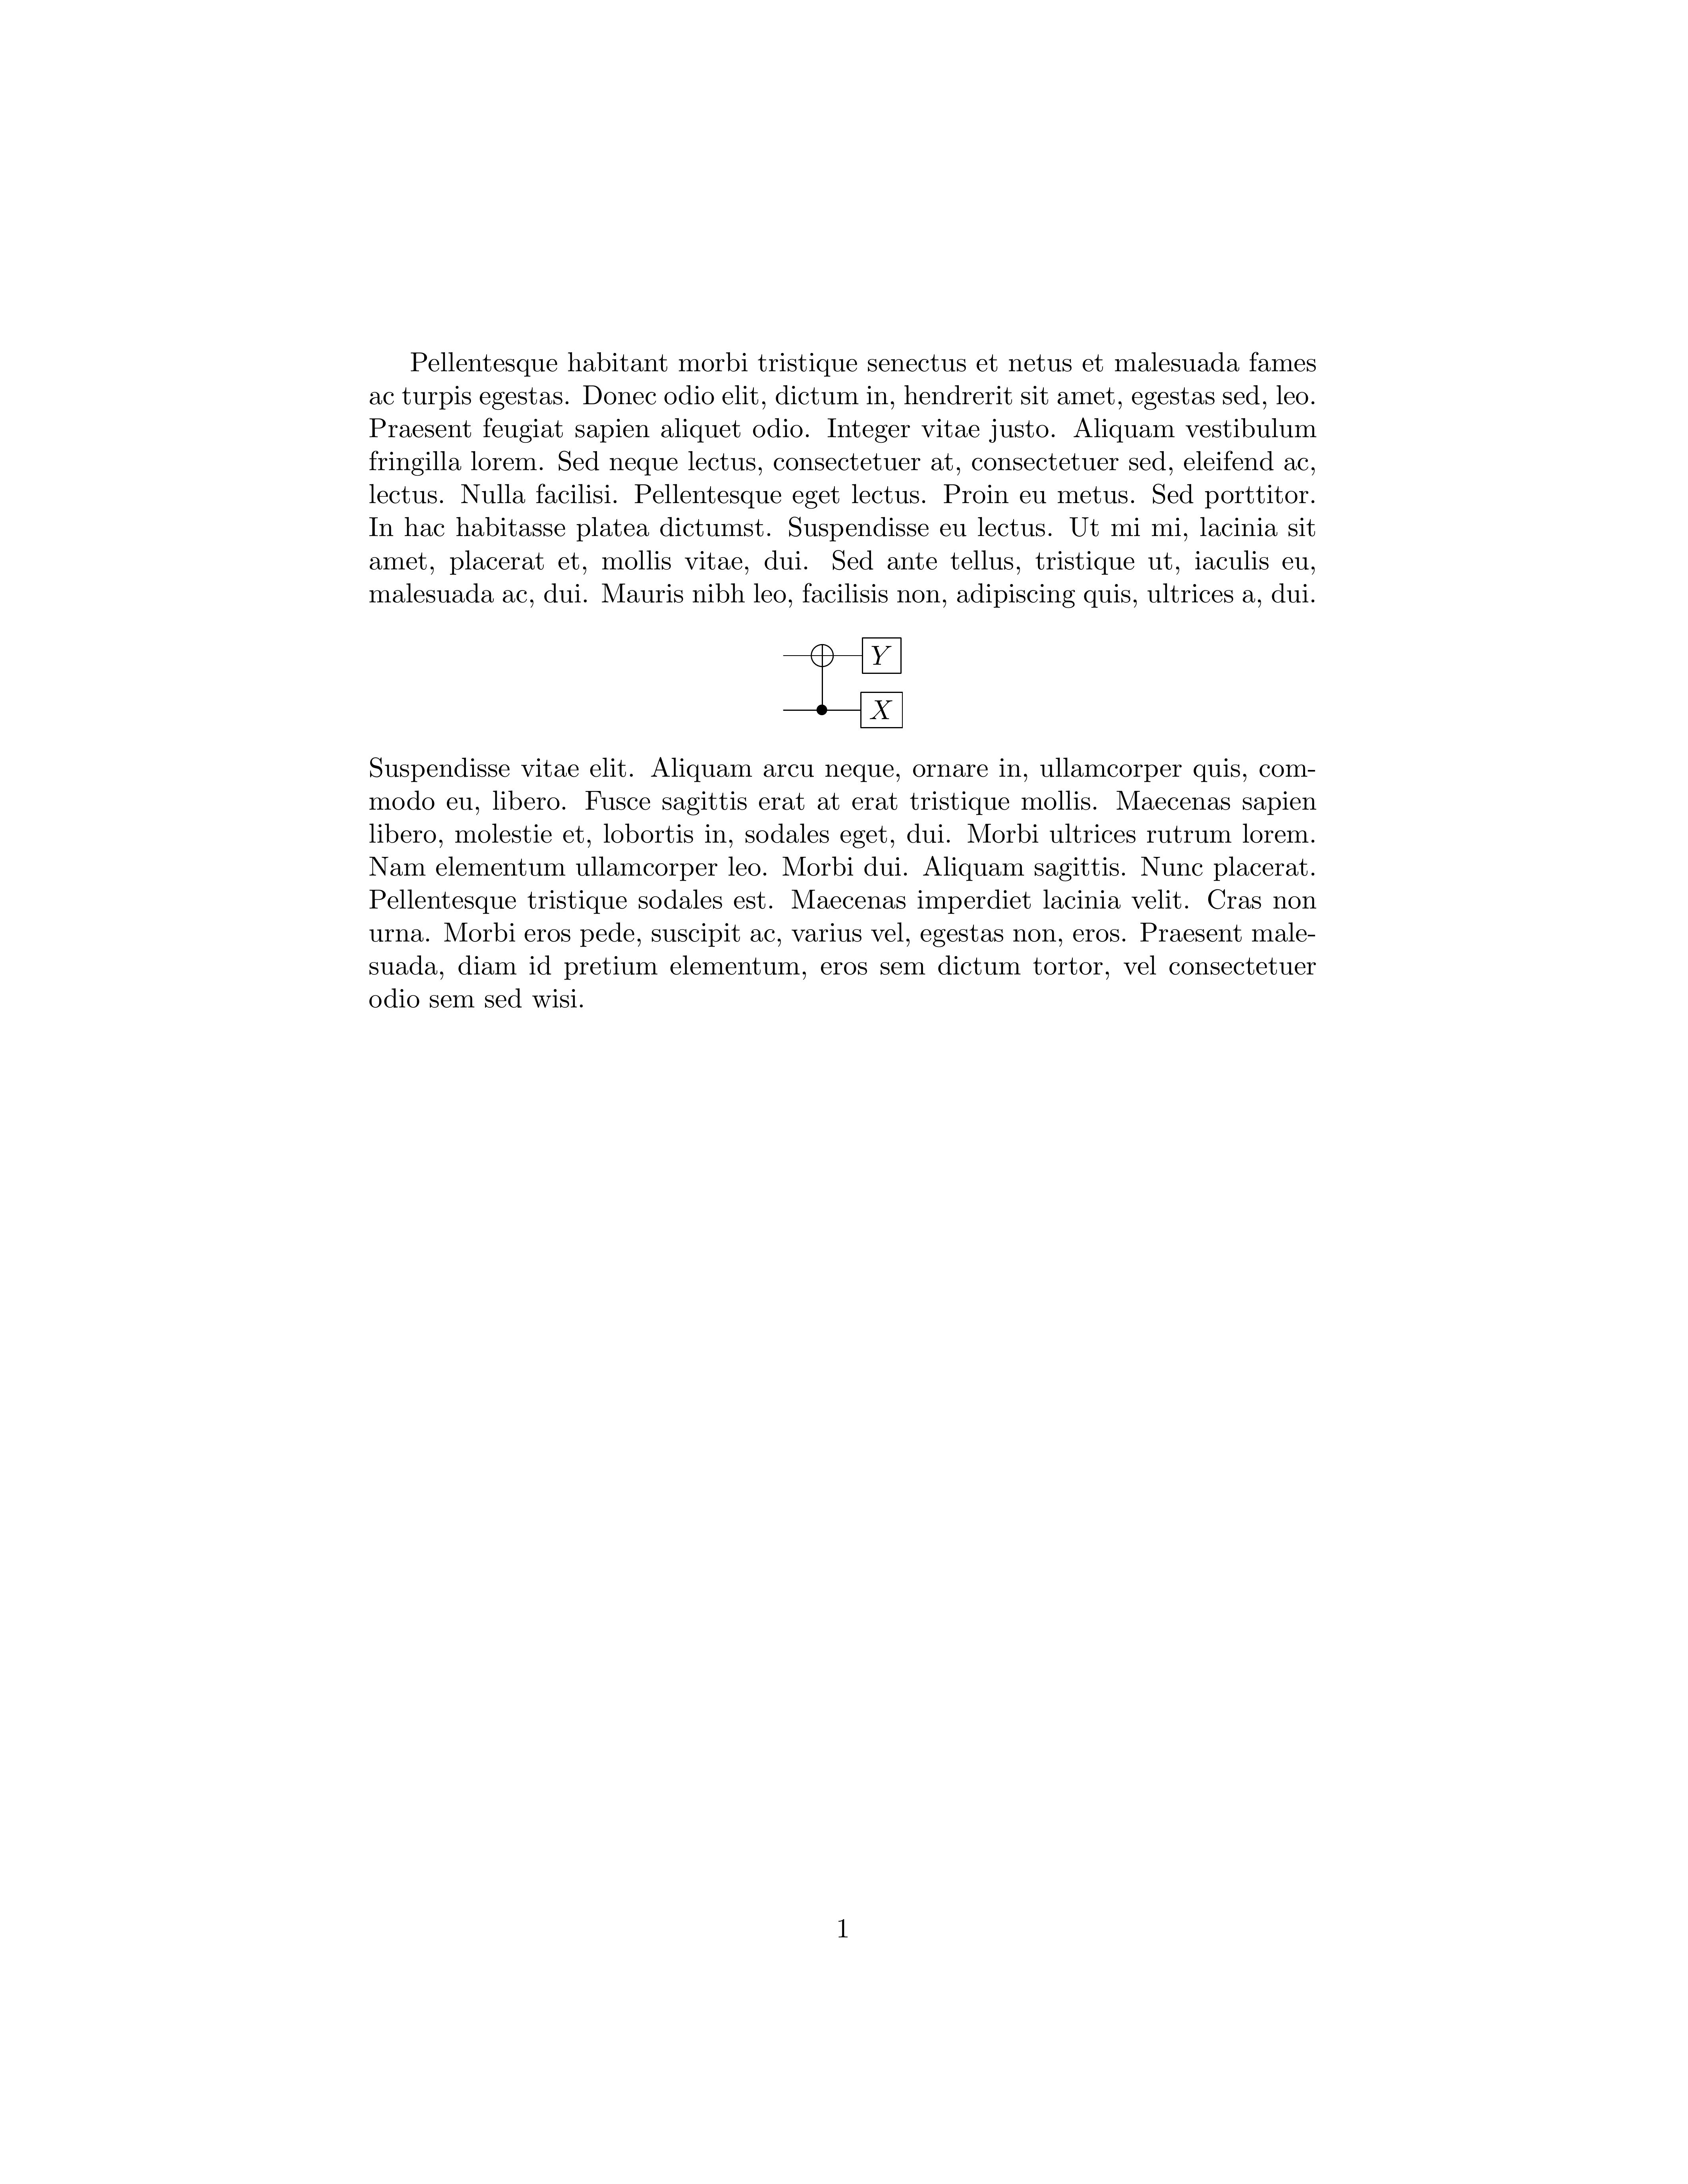 Pellentesque habitant morbi tristique senectus et netus et malesuada fames
ac turpis egestas. Donec odio elit, dictum in, hendrerit sit amet, egestas sed, leo.
Praesent feugiat sapien aliquet odio. Integer vitae justo. Aliquam vestibulum
fringilla lorem. Sed neque lectus, consectetuer at, consectetuer sed, eleifend ac,
lectus. Nulla facilisi. Pellentesque eget lectus. Proin eu metus. Sed porttitor.
In hac habitasse platea dictumst. Suspendisse eu lectus. Ut mi mi, lacinia sit
amet, placerat et, mollis vitae, dui. Sed ante tellus, tristique ut, iaculis eu,
malesuada ac, dui. Mauris nibh leo, facilisis non, adipiscing quis, ultrices a, dui.
Y
X
Suspendisse vitae elit. Aliquam arcu neque, ornare in, ullamcorper quis, com-
modo eu, libero. Fusce sagittis erat at erat tristique mollis. Maecenas sapien
libero, molestie et, lobortis in, sodales eget, dui. Morbi ultrices rutrum lorem.
Nam elementum ullamcorper leo. Morbi dui. Aliquam sagittis. Nunc placerat.
Pellentesque tristique sodales est. Maecenas imperdiet lacinia velit. Cras non
urna. Morbi eros pede, suscipit ac, varius vel, egestas non, eros. Praesent male-
suada, diam id pretium elementum, eros sem dictum tortor, vel consectetuer
odio sem sed wisi.
1